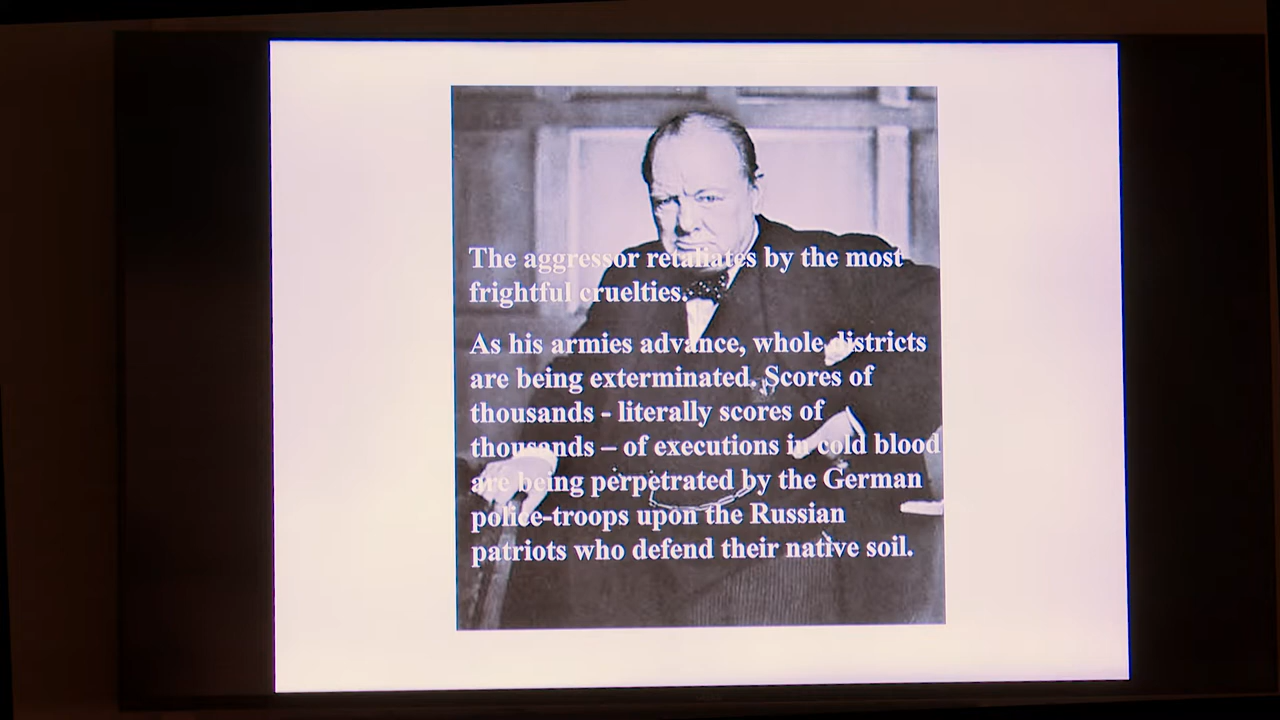 The aggressor retaliates by the most
frightful cruelties.
As his armies advance, whole districts
are being exterminated. Scores of
thousands - literally scores of
thousands – of executions in cold blood
are being perpetrated by the German
police-troops upon the Russian
patriots who defend their native soil.